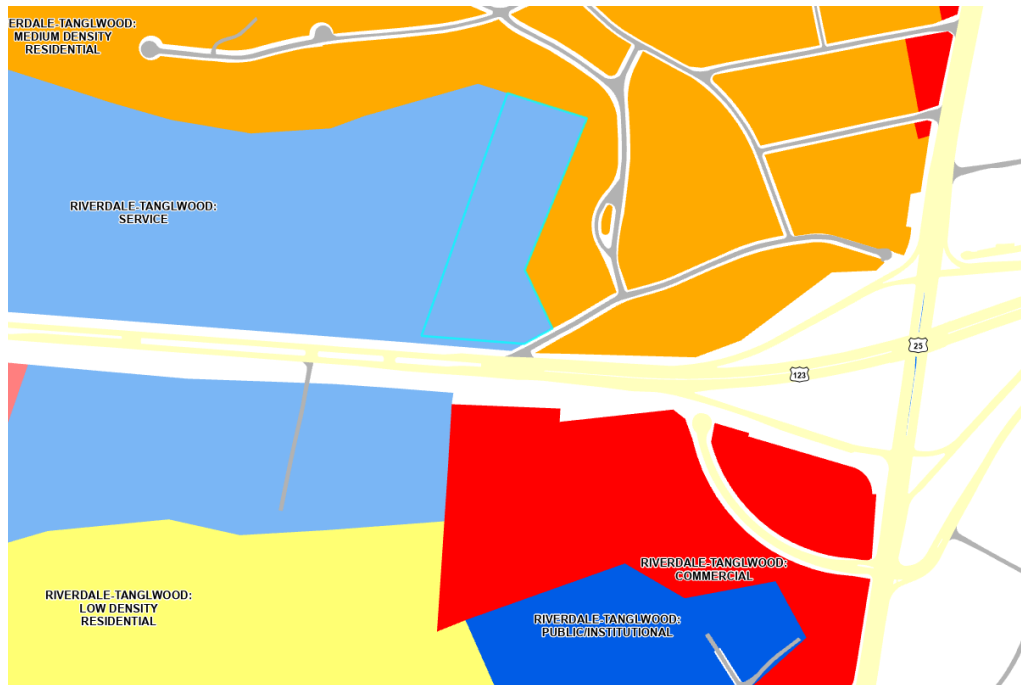 ERDALE-TANGLWOOD:
MEDIUM DENSITY
RESIDENTIAL
RIVERDALE-TANGLWOOD:
SERVICE
25
123
RIVERDALE-TANGLWOOD:
COMMERCIAL
RIVERDALE-TANGLWOOD:
LOW DENSITY
RESIDENTIAL
RIVERDALE-TANGLWOOD:
PUBLIC/INSTITUTIONAL